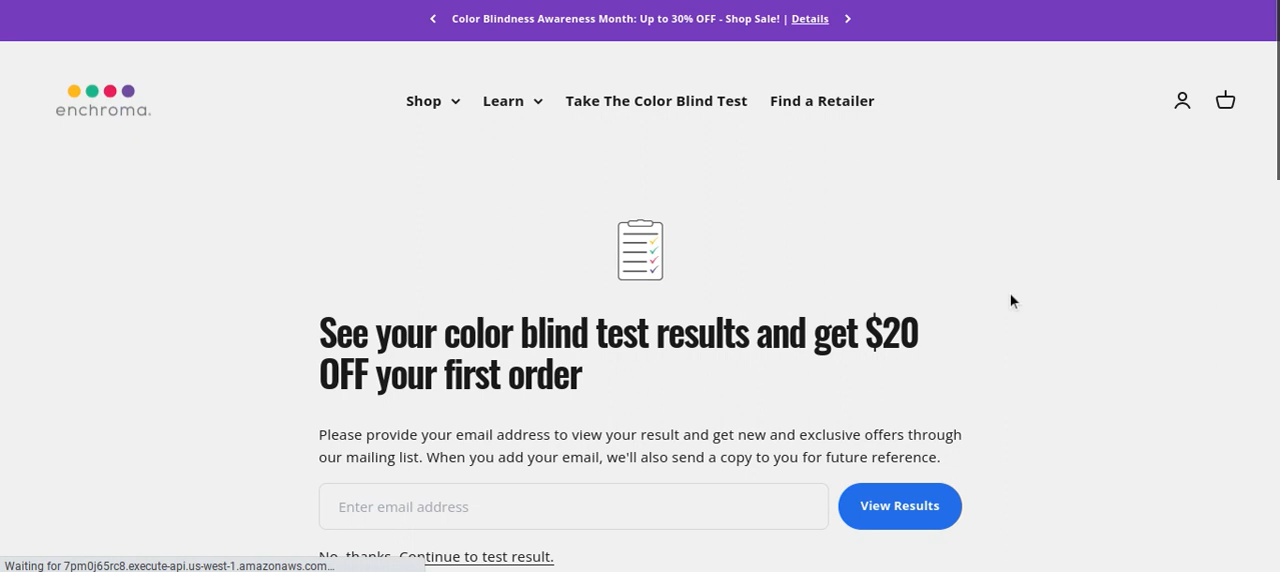 Color Blindness Awareness Month: Up to 30% OFF - Shop Sale! | Details
enchroma.
Shop Learn Take The Color Blind Test Find a Retailer
See your color blind test results and get $20
OFF your first order
Please provide your email address to view your result and get new and exclusive offers through
our mailing list. When you add your email, we'll also send a copy to you for future reference.
Enter email address
View Results
No, thanks. Continue to test result.
Waiting for 7pm0j65rc8.execute-api.us-west-1.amazonaws.com...